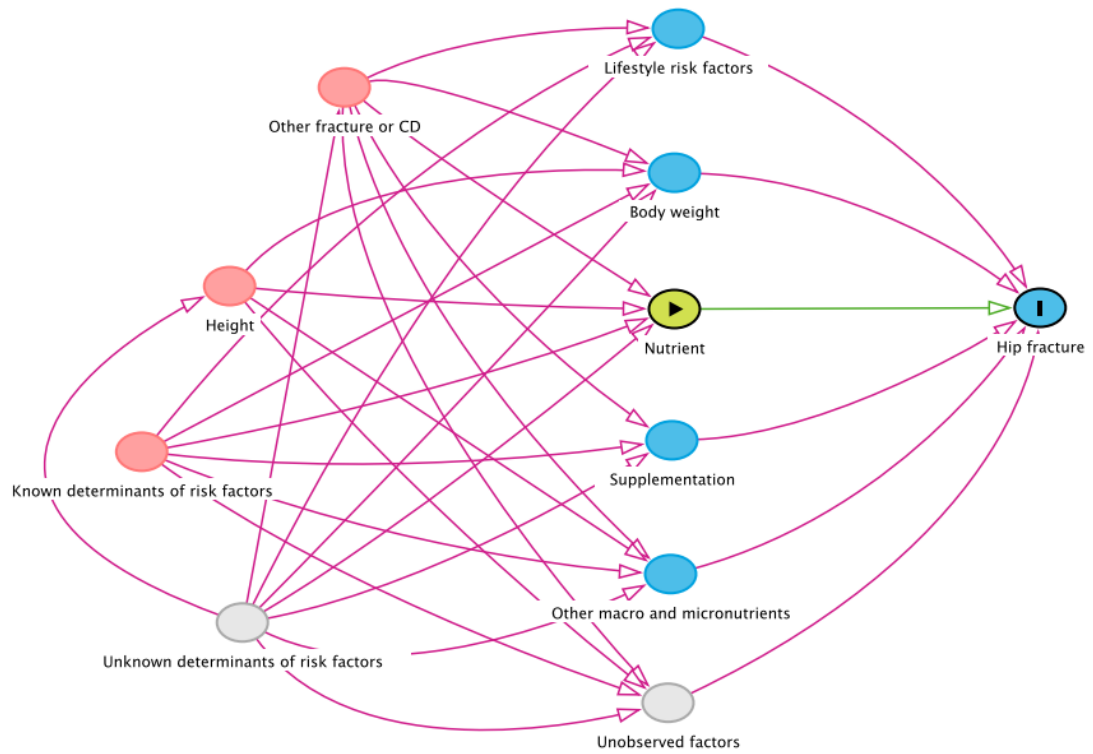 Lifestyle risk factors
Other fracture or CD
Body weight
Height
Nutrient
Hip fracture
Supplementation
Known determinants of risk factors
Other macro and micronutrients
Unknown determinants of risk factors
Unobserved factors